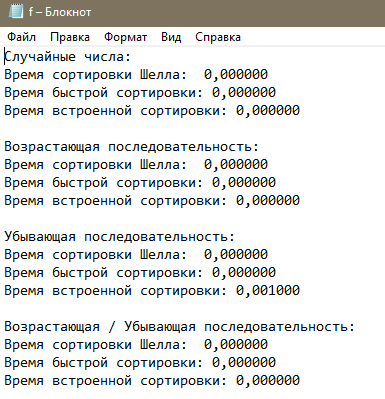 f – Блокнот
Файл Правка Формат Вид Справка
Случайные числа:
Время сортировки Шелла:  0,000000
Время быстрой сортировки: 0,000000
Время встроенной сортировки: 0,000000

Возрастающая последовательность:
Время сортировки Шелла:  0,000000
Время быстрой сортировки: 0,000000
Время встроенной сортировки: 0,000000

Убывающая последовательность:
Время сортировки Шелла:  0,000000
Время быстрой сортировки: 0,000000
Время встроенной сортировки: 0,001000

Возрастающая / Убывающая последовательность:
Время сортировки Шелла:  0,000000
Время быстрой сортировки: 0,000000
Время встроенной сортировки: 0,000000